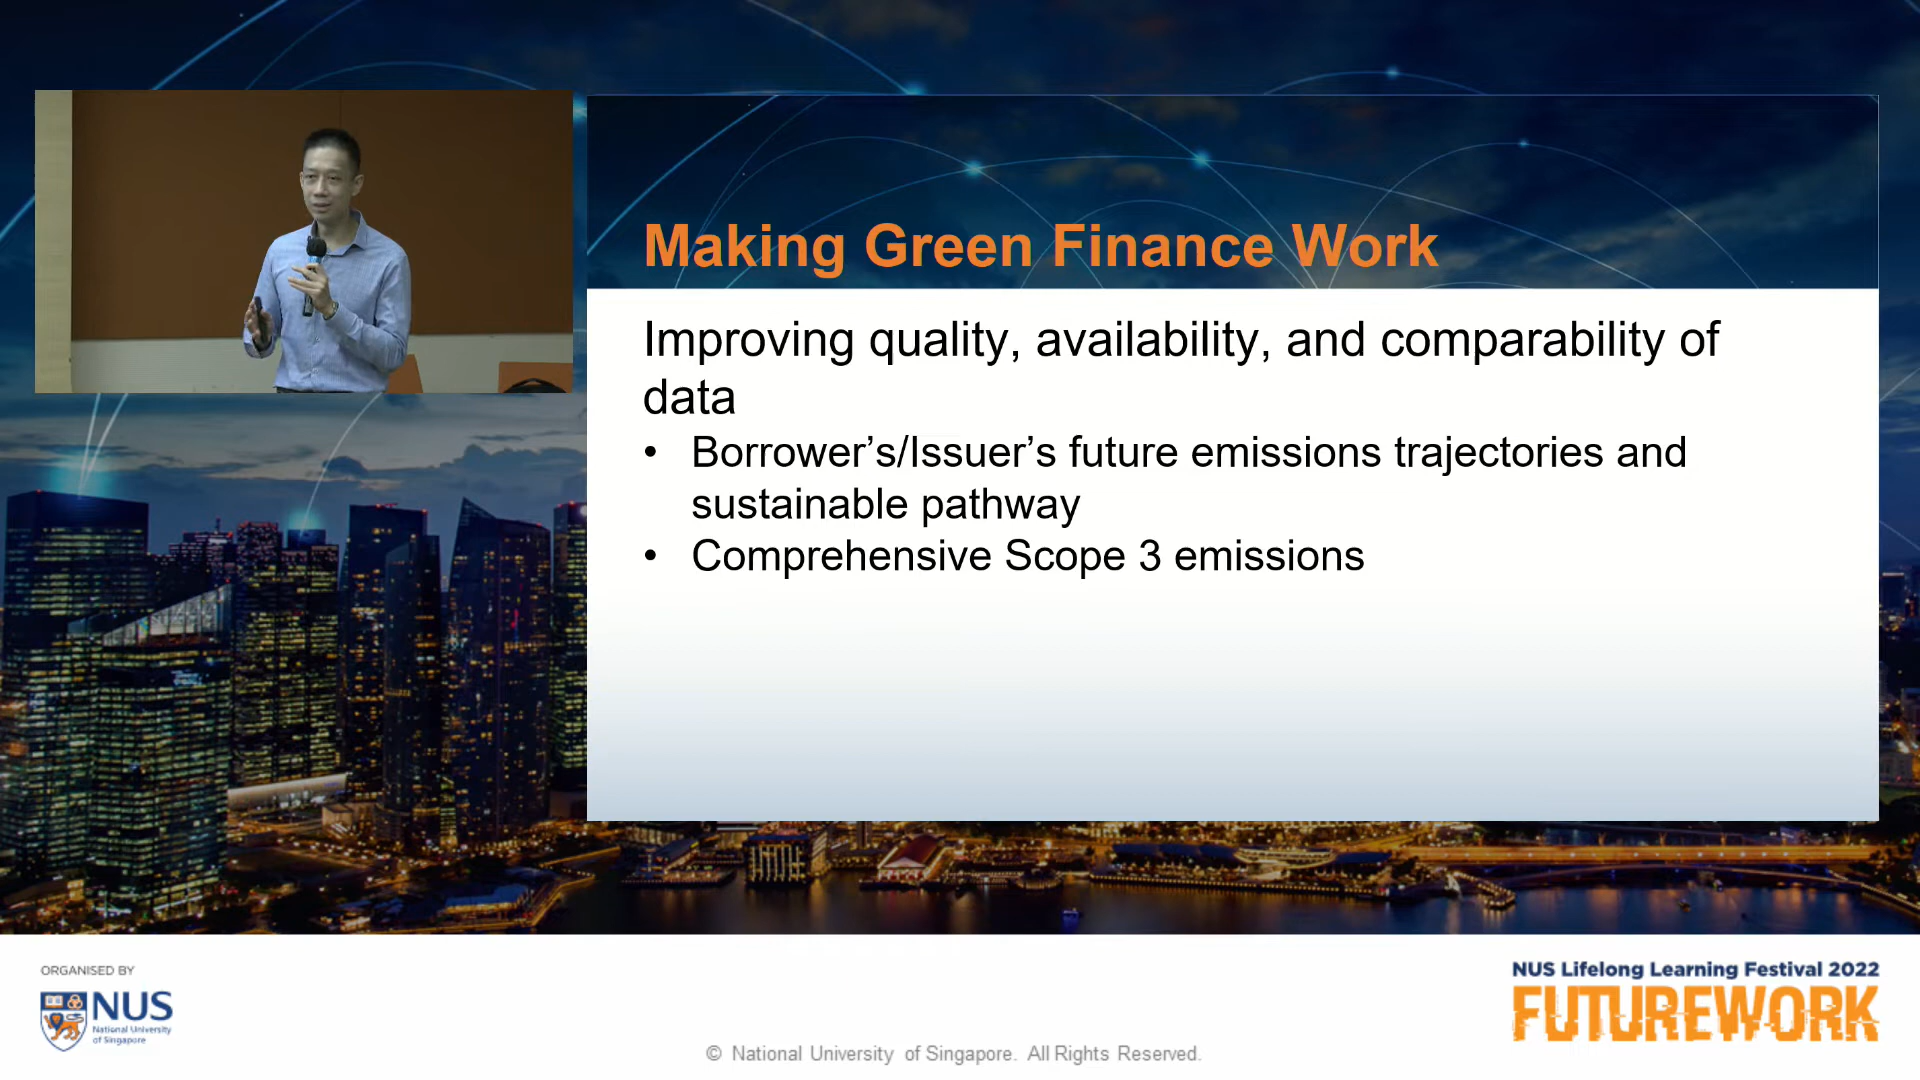 Making Green Finance Work
Improving quality, availability, and comparability of
data
• Borrower’s/Issuer’s future emissions trajectories and
sustainable pathway
• Comprehensive Scope 3 emissions
ORGANISED BY
NUS
National University
of Singapore
NUS Lifelong Learning Festival 2022
FUTUREWORK
© National University of Singapore. All Rights Reserved.